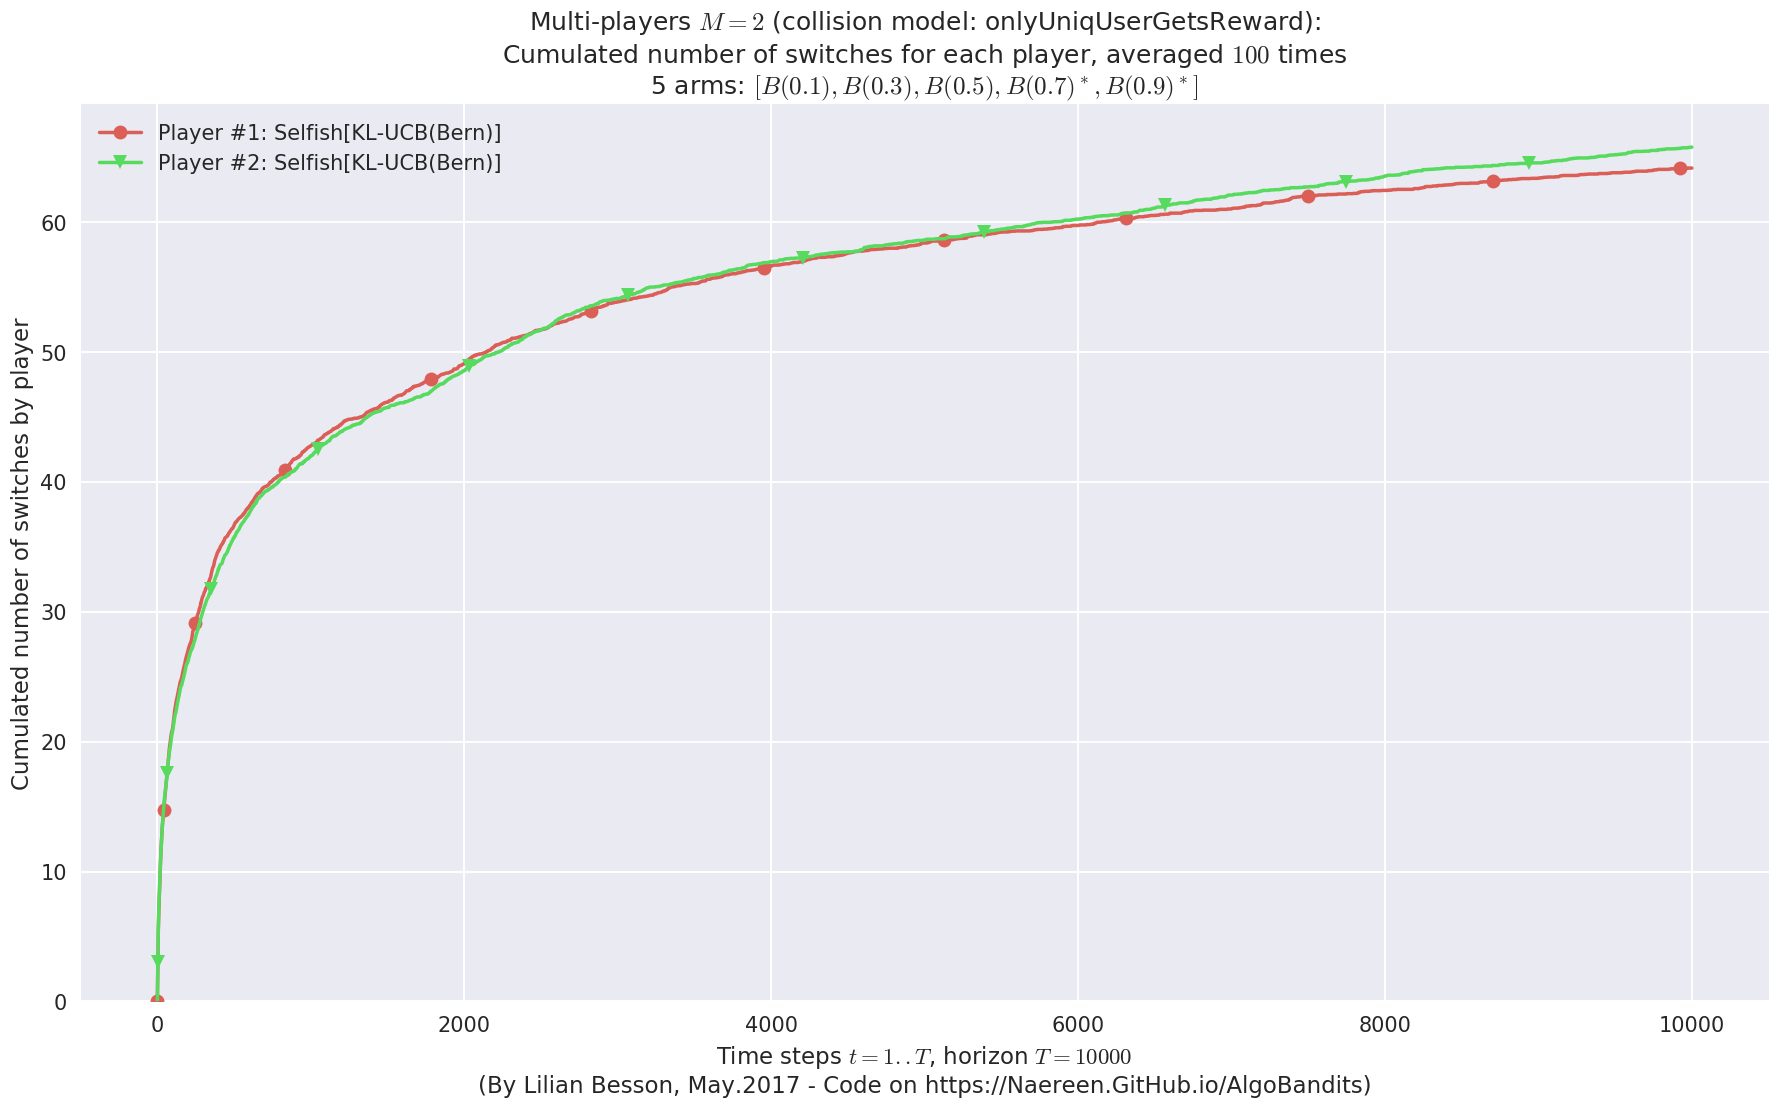 Multi-players M = 2 (collision model: onlyUniqUserGetsReward):
Cumulated number of switches for each player, averaged 100 times
5 arms: [B(0.1), B(0.3), B(0.5), B(0.7)*, B(0.9)*]
Player #1: Selfish[KL-UCB(Bern)]
Player #2: Selfish[KL-UCB(Bern)]
Cumulated number of switches by player
60
50
40
30
20
10
0
0 2000 4000 6000 8000 10000
Time steps t = 1..T, horizon T = 10000
(By Lilian Besson, May.2017 - Code on https://Naereen.GitHub.io/AlgoBandits)